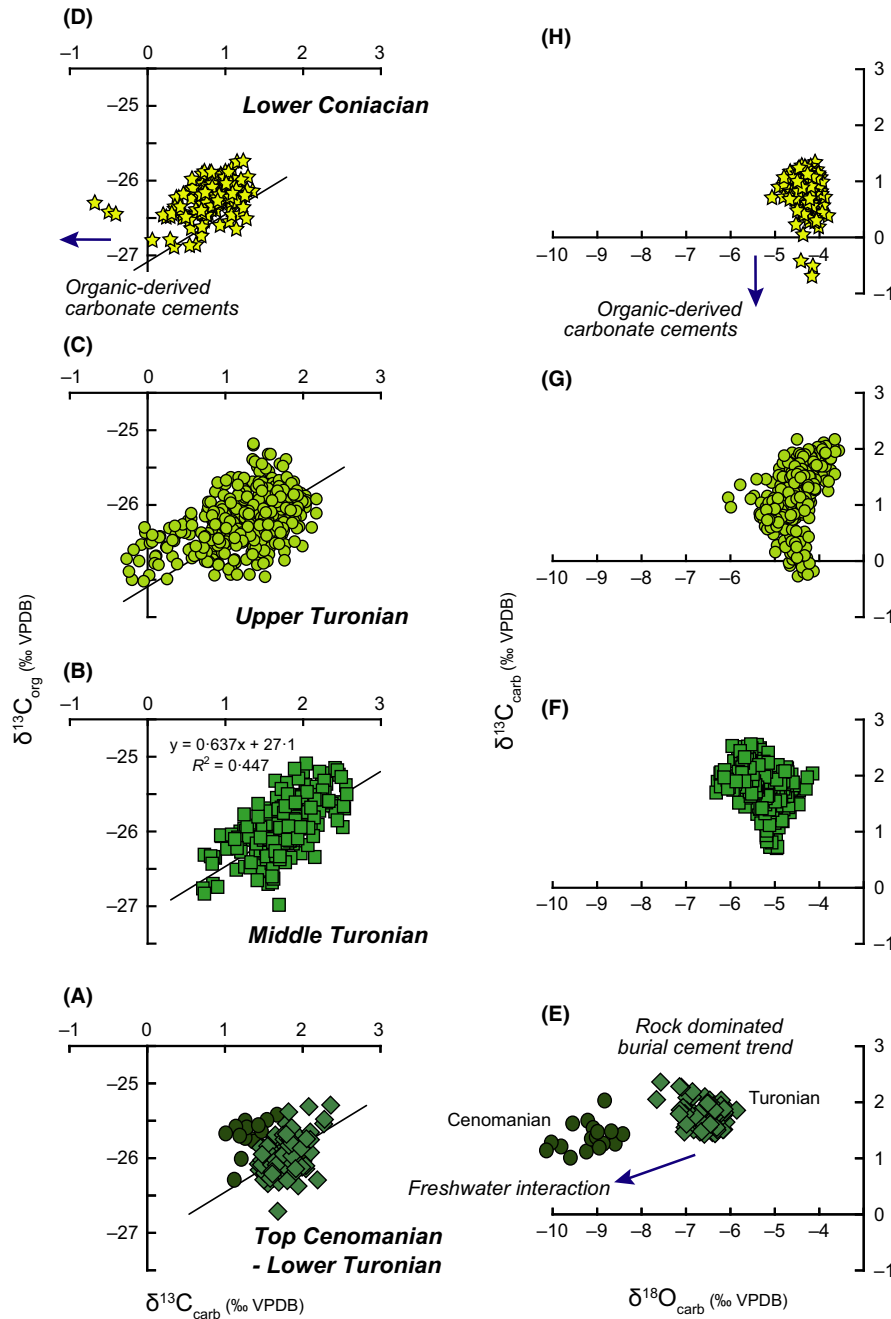 (D)
–1 0 1 2 3
Lower Coniacian
–25
–26
–27
Organic-derived
carbonate cements
(H)
3
2
1
0
–1
–10 –9 –8 –7 –6 –5 –4
Organic-derived
carbonate cements
(C)
–1 0 1 2 3
–25
–26
Upper Turonian
(G)
3
2
1
0
–1
–10 –9 –8 –7 –6 –5 –4
δ13Corg (‰ VPDB)
δ13Ccarb (‰ VPDB)
(B)
–1 0 1 2 3
y = 0·637x + 27·1
R2 = 0·447
–25
–26
–27
Middle Turonian
(F)
3
2
1
0
–1
–10 –9 –8 –7 –6 –5 –4
(A)
–1 0 1 2 3
–25
–26
–27
Top Cenomanian
- Lower Turonian
δ13Ccarb (‰ VPDB)
(E)
Rock dominated
burial cement trend
Cenomanian
Turonian
Freshwater interaction
3
2
1
0
–1
–10 –9 –8 –7 –6 –5 –4
δ18Ocarb (‰ VPDB)